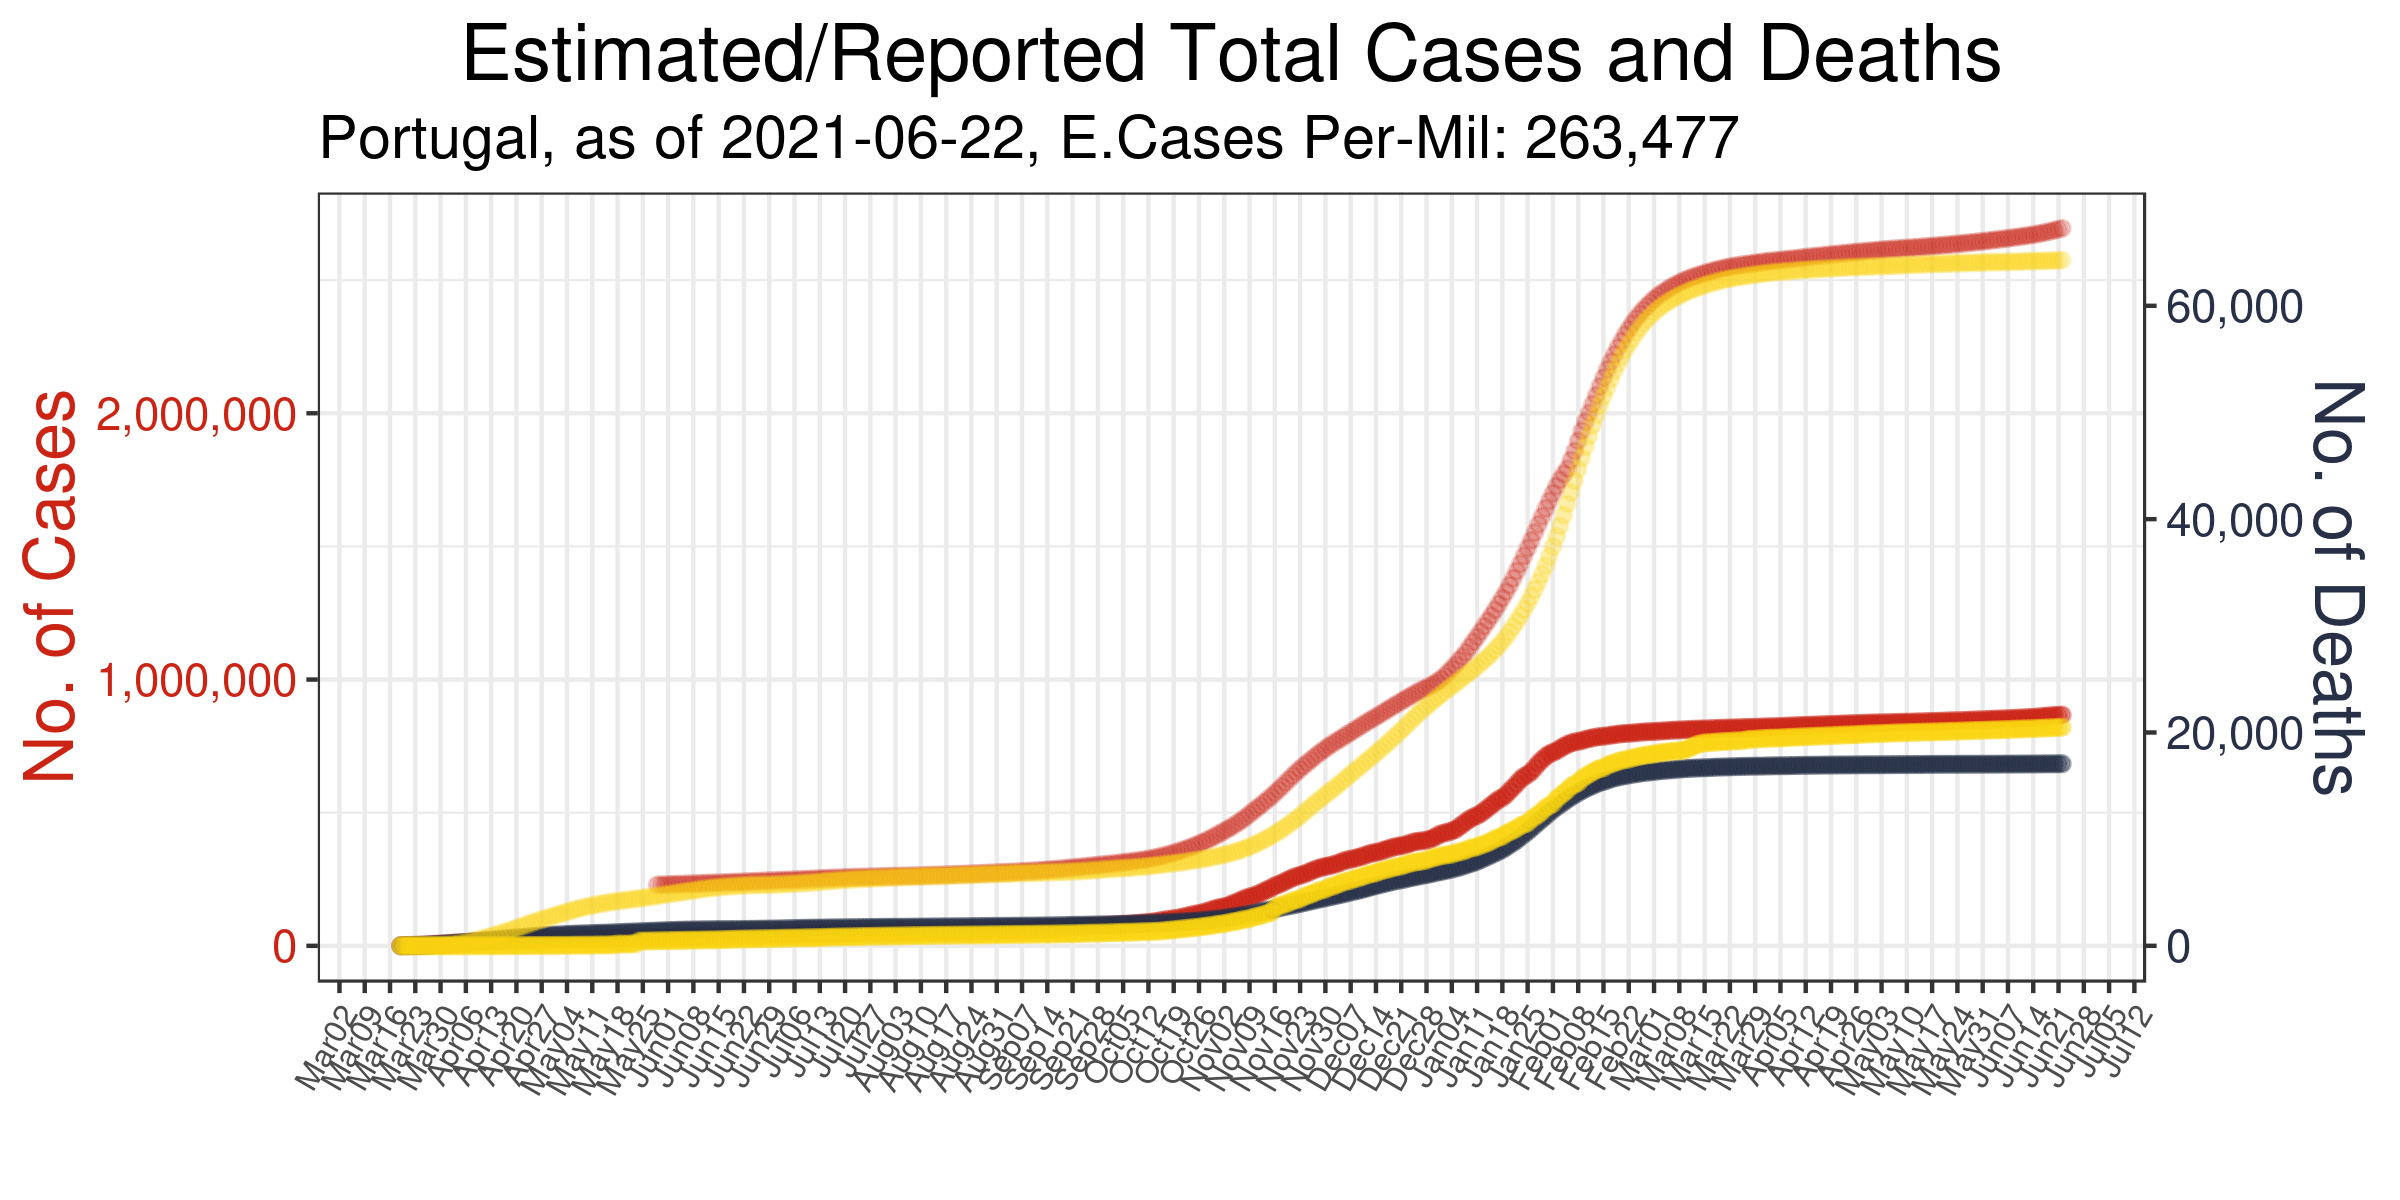 Estimated/Reported Total Cases and Deaths
Portugal, as of 2021-06-22, E.Cases Per-Mil: 263,477
No. of Cases
2,000,000
1,000,000
0
60,000
40,000
20,000
0
No. of Deaths
Mar02
Mar09
Mar16
Mar23
Mar30
Apr06
Apr13
Apr20
Apr27
May04
May11
May18
May25
Jun01
Jun08
Jun15
Jun22
Jun29
Jul06
Jul13
Jul20
Jul27
Aug03
Aug10
Aug17
Aug24
Aug31
Sep07
Sep14
Sep21
Sep28
Oct05
Oct12
Oct19
Oct26
Nov02
Nov09
Nov16
Nov23
Nov30
Dec07
Dec14
Dec21
Dec28
Jan04
Jan11
Jan18
Jan25
Feb01
Feb08
Feb15
Feb22
Mar01
Mar08
Mar15
Mar22
Mar29
Apr05
Apr12
Apr19
Apr26
May03
May10
May17
May24
May31
Jun07
Jun14
Jun21
Jun28
Jul05
Jul12